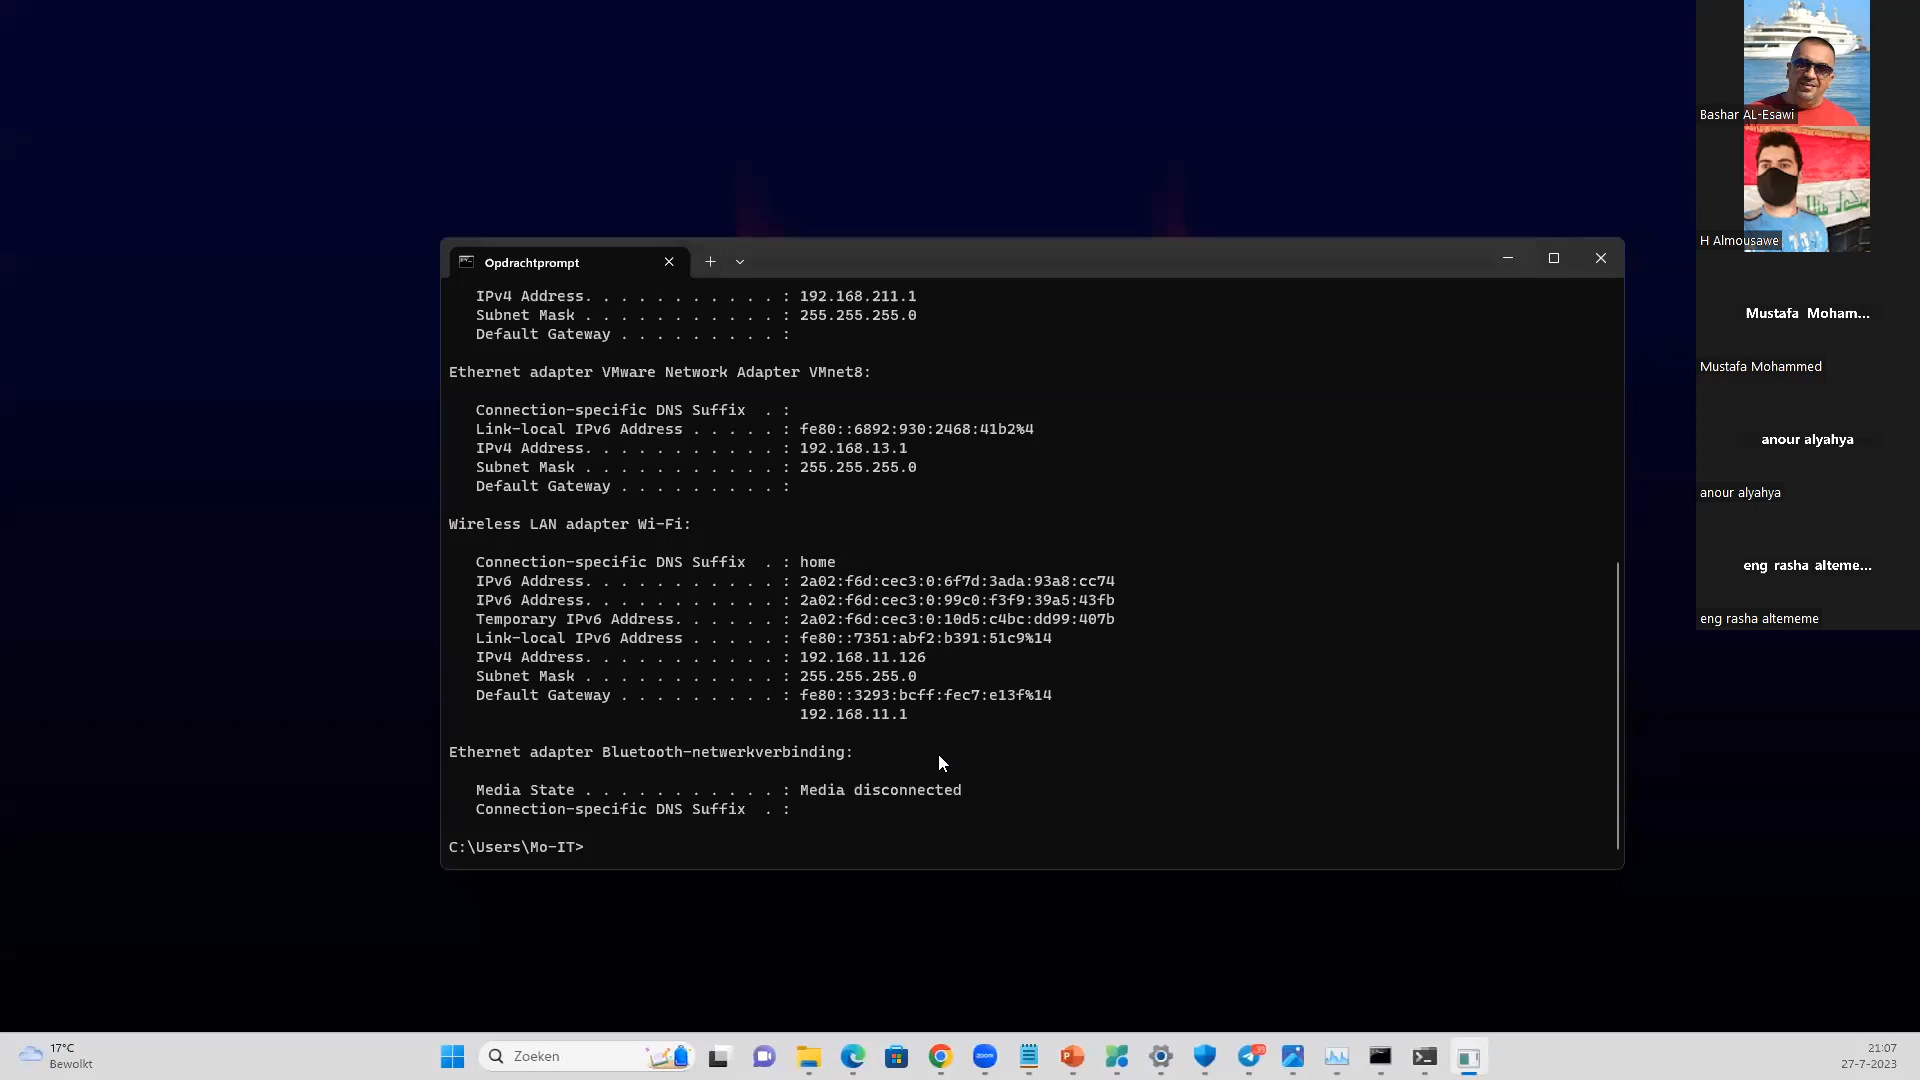 Opdrachtprompt
IPv4 Address. . . . . . . . . . . : 192.168.211.1
Subnet Mask . . . . . . . . . . . : 255.255.255.0
Default Gateway . . . . . . . . . :
Ethernet adapter VMware Network Adapter VMnet8:
Connection-specific DNS Suffix  . :
Link-local IPv6 Address . . . . . : fe80::6892:930:2468:41b2%4
IPv4 Address. . . . . . . . . . . : 192.168.13.1
Subnet Mask . . . . . . . . . . . : 255.255.255.0
Default Gateway . . . . . . . . . :
Wireless LAN adapter Wi-Fi:
Connection-specific DNS Suffix  . : home
IPv6 Address. . . . . . . . . . . : 2a02:f6d:cec3:0:6f7d:3ada:93a8:cc74
IPv6 Address. . . . . . . . . . . : 2a02:f6d:cec3:0:99c0:f3f9:39a5:43fb
Temporary IPv6 Address. . . . . . : 2a02:f6d:cec3:0:10d5:c4bc:dd99:407b
Link-local IPv6 Address . . . . . : fe80::7351:abf2:b391:51c9%14
IPv4 Address. . . . . . . . . . . : 192.168.11.126
Subnet Mask . . . . . . . . . . . : 255.255.255.0
Default Gateway . . . . . . . . . : fe80::3293:bcff:fec7:e13f%14
192.168.11.1
Ethernet adapter Bluetooth-netwerkverbinding:
Media State . . . . . . . . . . . : Media disconnected
Connection-specific DNS Suffix  . :
C:\Users\Mo-IT>
Bashar AL-Esawi
H Almousawe
Mustafa Moham...
Mustafa Mohammed
anour alyahya
anour alyahya
eng rasha alteme...
eng rasha altememe
17°C
Bewolkt
Zoeken
zoom
21:07
27-7-2023